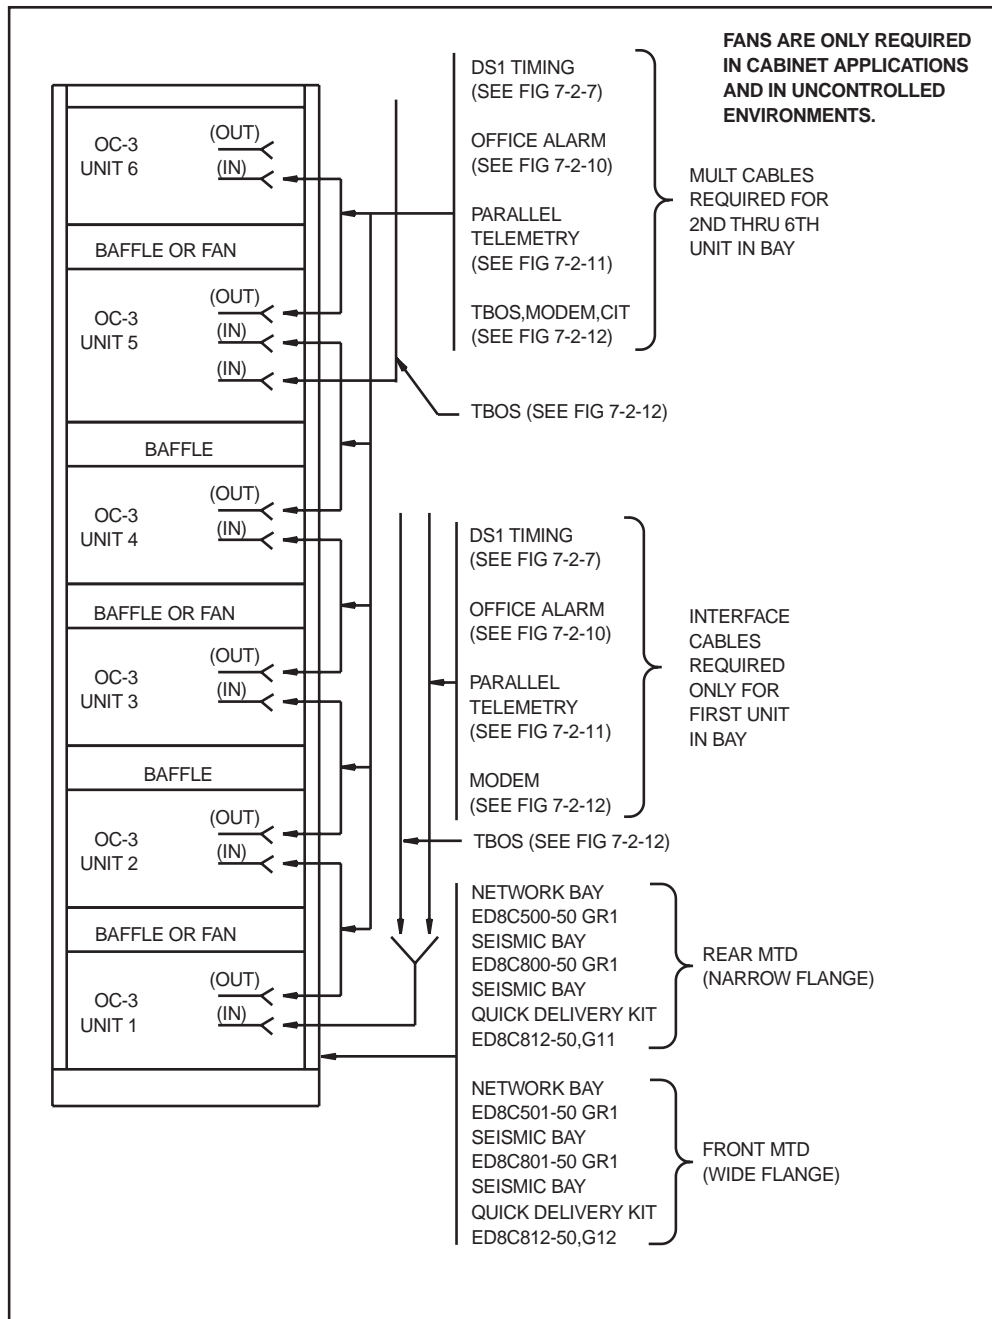 FANS ARE ONLY REQUIRED
IN CABINET APPLICATIONS
AND IN UNCONTROLLED
ENVIRONMENTS.
OC-3
UNIT 6
(OUT)
(IN)
BAFFLE OR FAN
OC-3
UNIT 5
(OUT)
(IN)
(IN)
BAFFLE
OC-3
UNIT 4
(OUT)
(IN)
BAFFLE OR FAN
OC-3
UNIT 3
(OUT)
(IN)
BAFFLE
OC-3
UNIT 2
(OUT)
(IN)
BAFFLE OR FAN
OC-3
UNIT 1
(OUT)
(IN)
DS1 TIMING
(SEE FIG 7-2-7)
OFFICE ALARM
(SEE FIG 7-2-10)
PARALLEL
TELEMETRY
(SEE FIG 7-2-11)
TBOS,MODEM,CIT
(SEE FIG 7-2-12)
MULT CABLES
REQUIRED FOR
2ND THRU 6TH
UNIT IN BAY
TBOS (SEE FIG 7-2-12)
DS1 TIMING
(SEE FIG 7-2-7)
OFFICE ALARM
(SEE FIG 7-2-10)
PARALLEL
TELEMETRY
(SEE FIG 7-2-11)
MODEM
(SEE FIG 7-2-12)
INTERFACE
CABLES
REQUIRED
ONLY FOR
FIRST UNIT
IN BAY
TBOS (SEE FIG 7-2-12)
NETWORK BAY
ED8C500-50 GR1
SEISMIC BAY
ED8C800-50 GR1
SEISMIC BAY
QUICK DELIVERY KIT
ED8C812-50,G11
REAR MTD
(NARROW FLANGE)
NETWORK BAY
ED8C501-50 GR1
SEISMIC BAY
ED8C801-50 GR1
SEISMIC BAY
QUICK DELIVERY KIT
ED8C812-50,G12
FRONT MTD
(WIDE FLANGE)